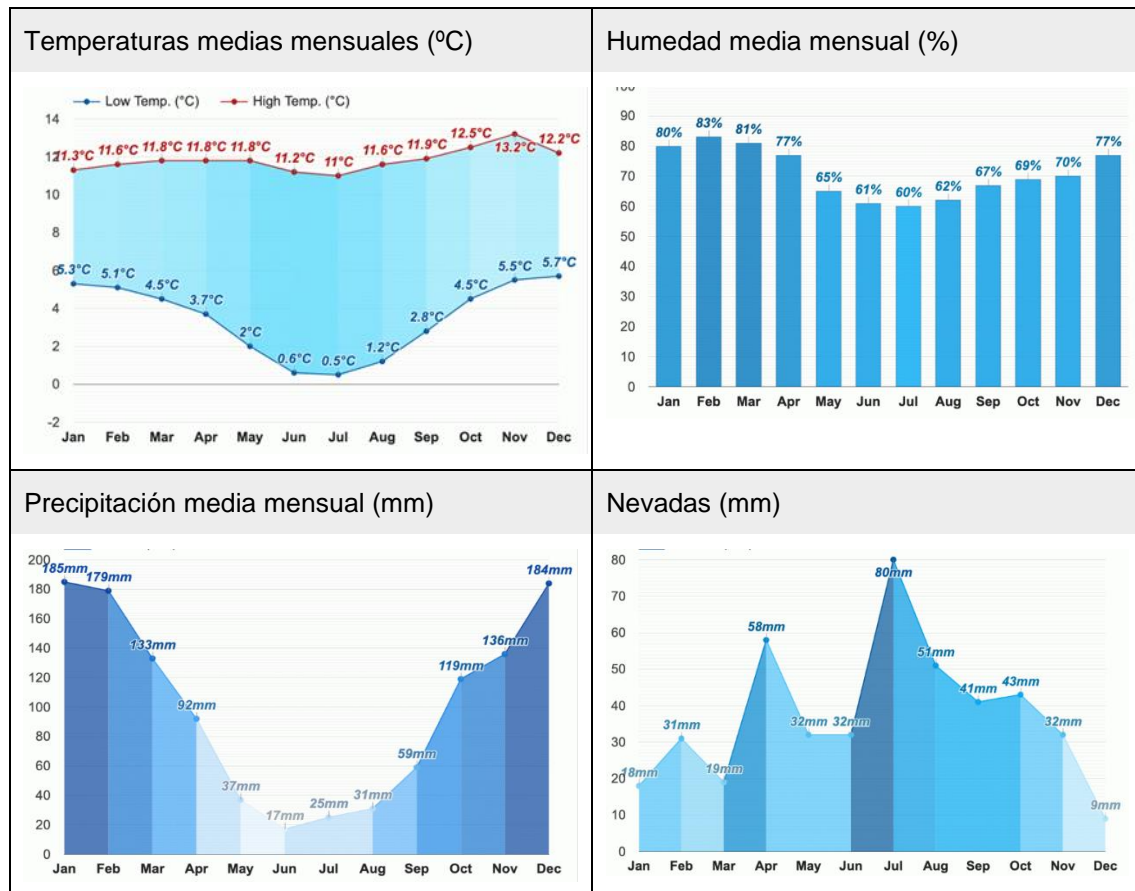 Temperaturas medias mensuales (ºC)
Low Temp. (°C) High Temp. (°C)
14
12
10
8
6
4
2
0
-2
11.3°C 11.6°C 11.8°C 11.8°C 11.8°C 11.2°C 11°C 11.6°C 11.9°C 12.5°C 13.2°C 12.2°C
5.3°C 5.1°C 4.5°C 3.7°C 2°C 0.6°C 0.5°C 1.2°C 2.8°C 4.5°C 5.5°C 5.7°C
Jan Feb Mar Apr May Jun Jul Aug Sep Oct Nov Dec
Humedad media mensual (%)
100
90
80
70
60
50
40
30
20
10
0
80% 83% 81% 77% 65% 61% 60% 62% 67% 69% 70% 77%
Jan Feb Mar Apr May Jun Jul Aug Sep Oct Nov Dec
Precipitación media mensual (mm)
200
180
160
140
120
100
80
60
40
20
0
185mm 179mm 133mm 92mm 37mm 17mm 25mm 31mm 59mm 119mm 136mm 184mm
Jan Feb Mar Apr May Jun Jul Aug Sep Oct Nov Dec
Nevadas (mm)
80
70
60
50
40
30
20
10
0
18mm 31mm 19mm 58mm 32mm 32mm 80mm 51mm 41mm 43mm 32mm 9mm
Jan Feb Mar Apr May Jun Jul Aug Sep Oct Nov Dec